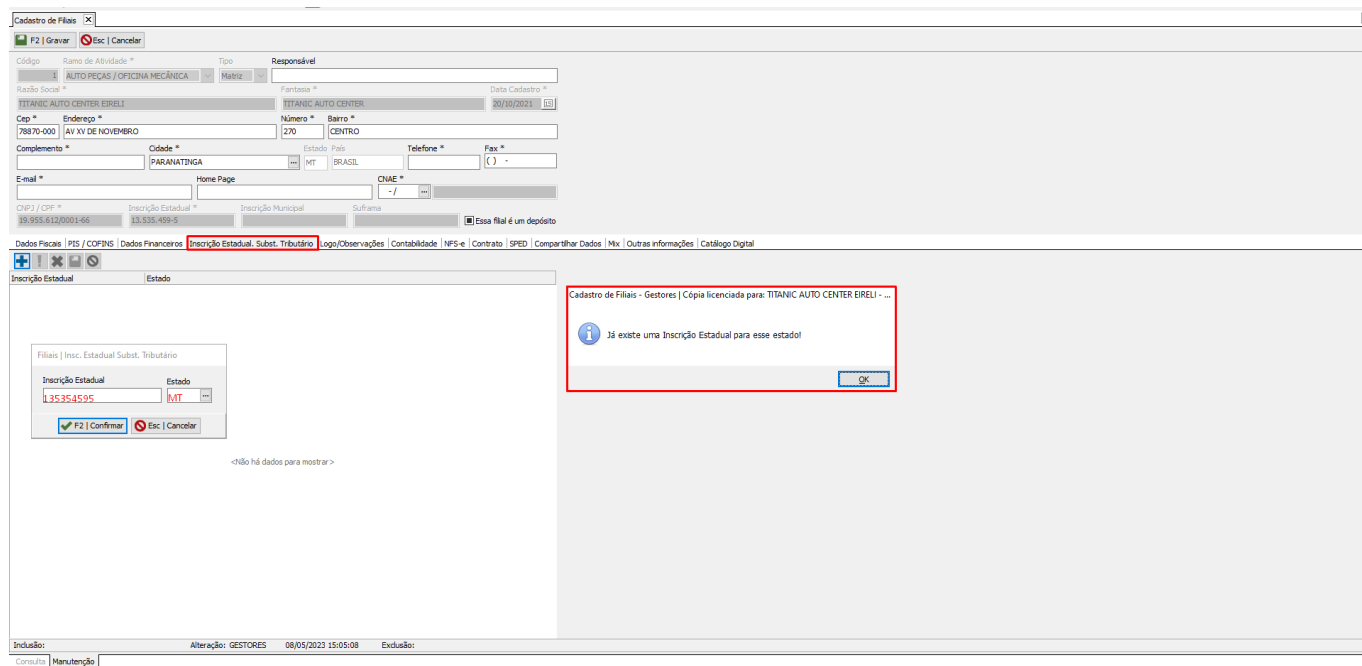 Cadastro de Filiais
F2 | Gravar Esc | Cancelar
Código Ramo de Atividade * Tipo Responsável
1 AUTO PEÇAS / OFICINA MECÂNICA Matriz
Razão Social * Fantasia * Data Cadastro *
TITANIC AUTO CENTER EIRELI TITANIC AUTO CENTER 20/10/2021 15
Cep * Endereço * Número * Bairro *
78870-000 AV XV DE NOVEMBRO 270 CENTRO
Complemento * Cidade * Estado País Telefone * Fax *
PARANATINGA ... MT BRASIL ( ) -
E-mail * Home Page CNAE *
- / ...
CNPJ / CPF * Inscrição Estadual * Inscrição Municipal Suframa
19.955.612/0001-66 13.535.459-5 Essa filial é um depósito
Dados Fiscais PIS / COFINS Dados Financeiros Inscrição Estadual. Subst. Tributário Logo/Observações Contabilidade NFS-e Contrato SPED Compartilhar Dados Mix Outras informações Catálogo Digital
Inscrição Estadual Estado
Cadastro de Filiais - Gestores | Cópia licenciada para: TITANIC AUTO CENTER EIRELI - ...
Já existe uma Inscrição Estadual para esse estado!
OK
Filiais | Insc. Estadual Subst. Tributário
Inscrição Estadual Estado
135354595 MT ...
F2 | Confirmar Esc | Cancelar
<Não há dados para mostrar>
Inclusão: Alteração: GESTORES 08/05/2023 15:05:08 Exclusão:
Consulta Manutenção